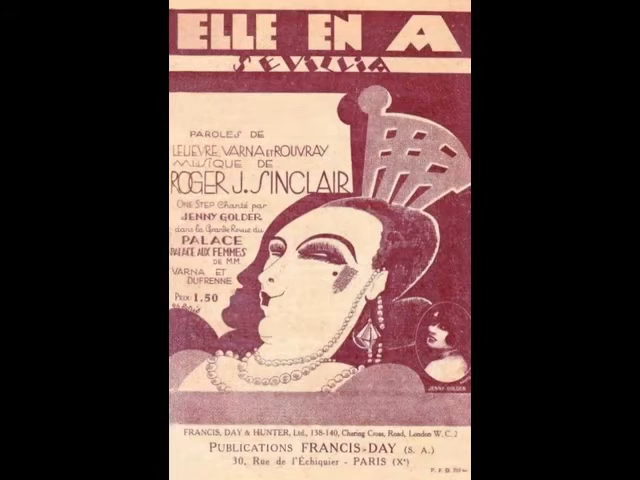 ELLE EN A
SEVILLIA
PAROLES DE
LELIEVRE, VARNA ET ROUVRAY
MUSIQUE DE
ROGER J. SINCLAIR
ONE STEP Chanté par
JENNY GOLDER
dans la Grande Revue du
PALACE
PALACE AUX FEMMES
DE MM.
VARNA ET
DUFRENNE
PRIX: 1.50
JENNY GOLDER
FRANCIS, DAY & HUNTER, Ltd., 138-140, Charing Cross, Road, London W. C. 2
PUBLICATIONS FRANCIS-DAY (S. A.)
30, Rue de l'Échiquier - PARIS (Xe)